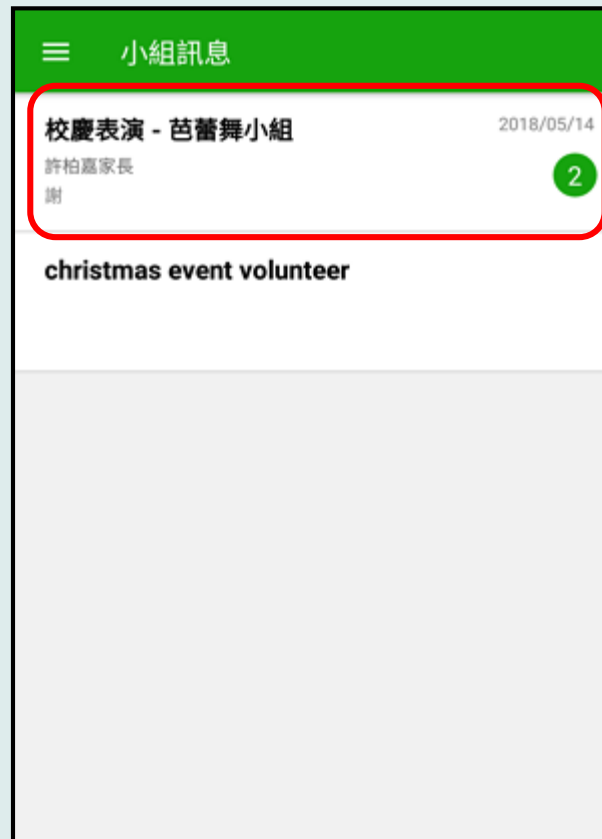 小組訊息
校慶表演 - 芭蕾舞小組
2018/05/14
許柏嘉家長
2
謝
christmas event volunteer